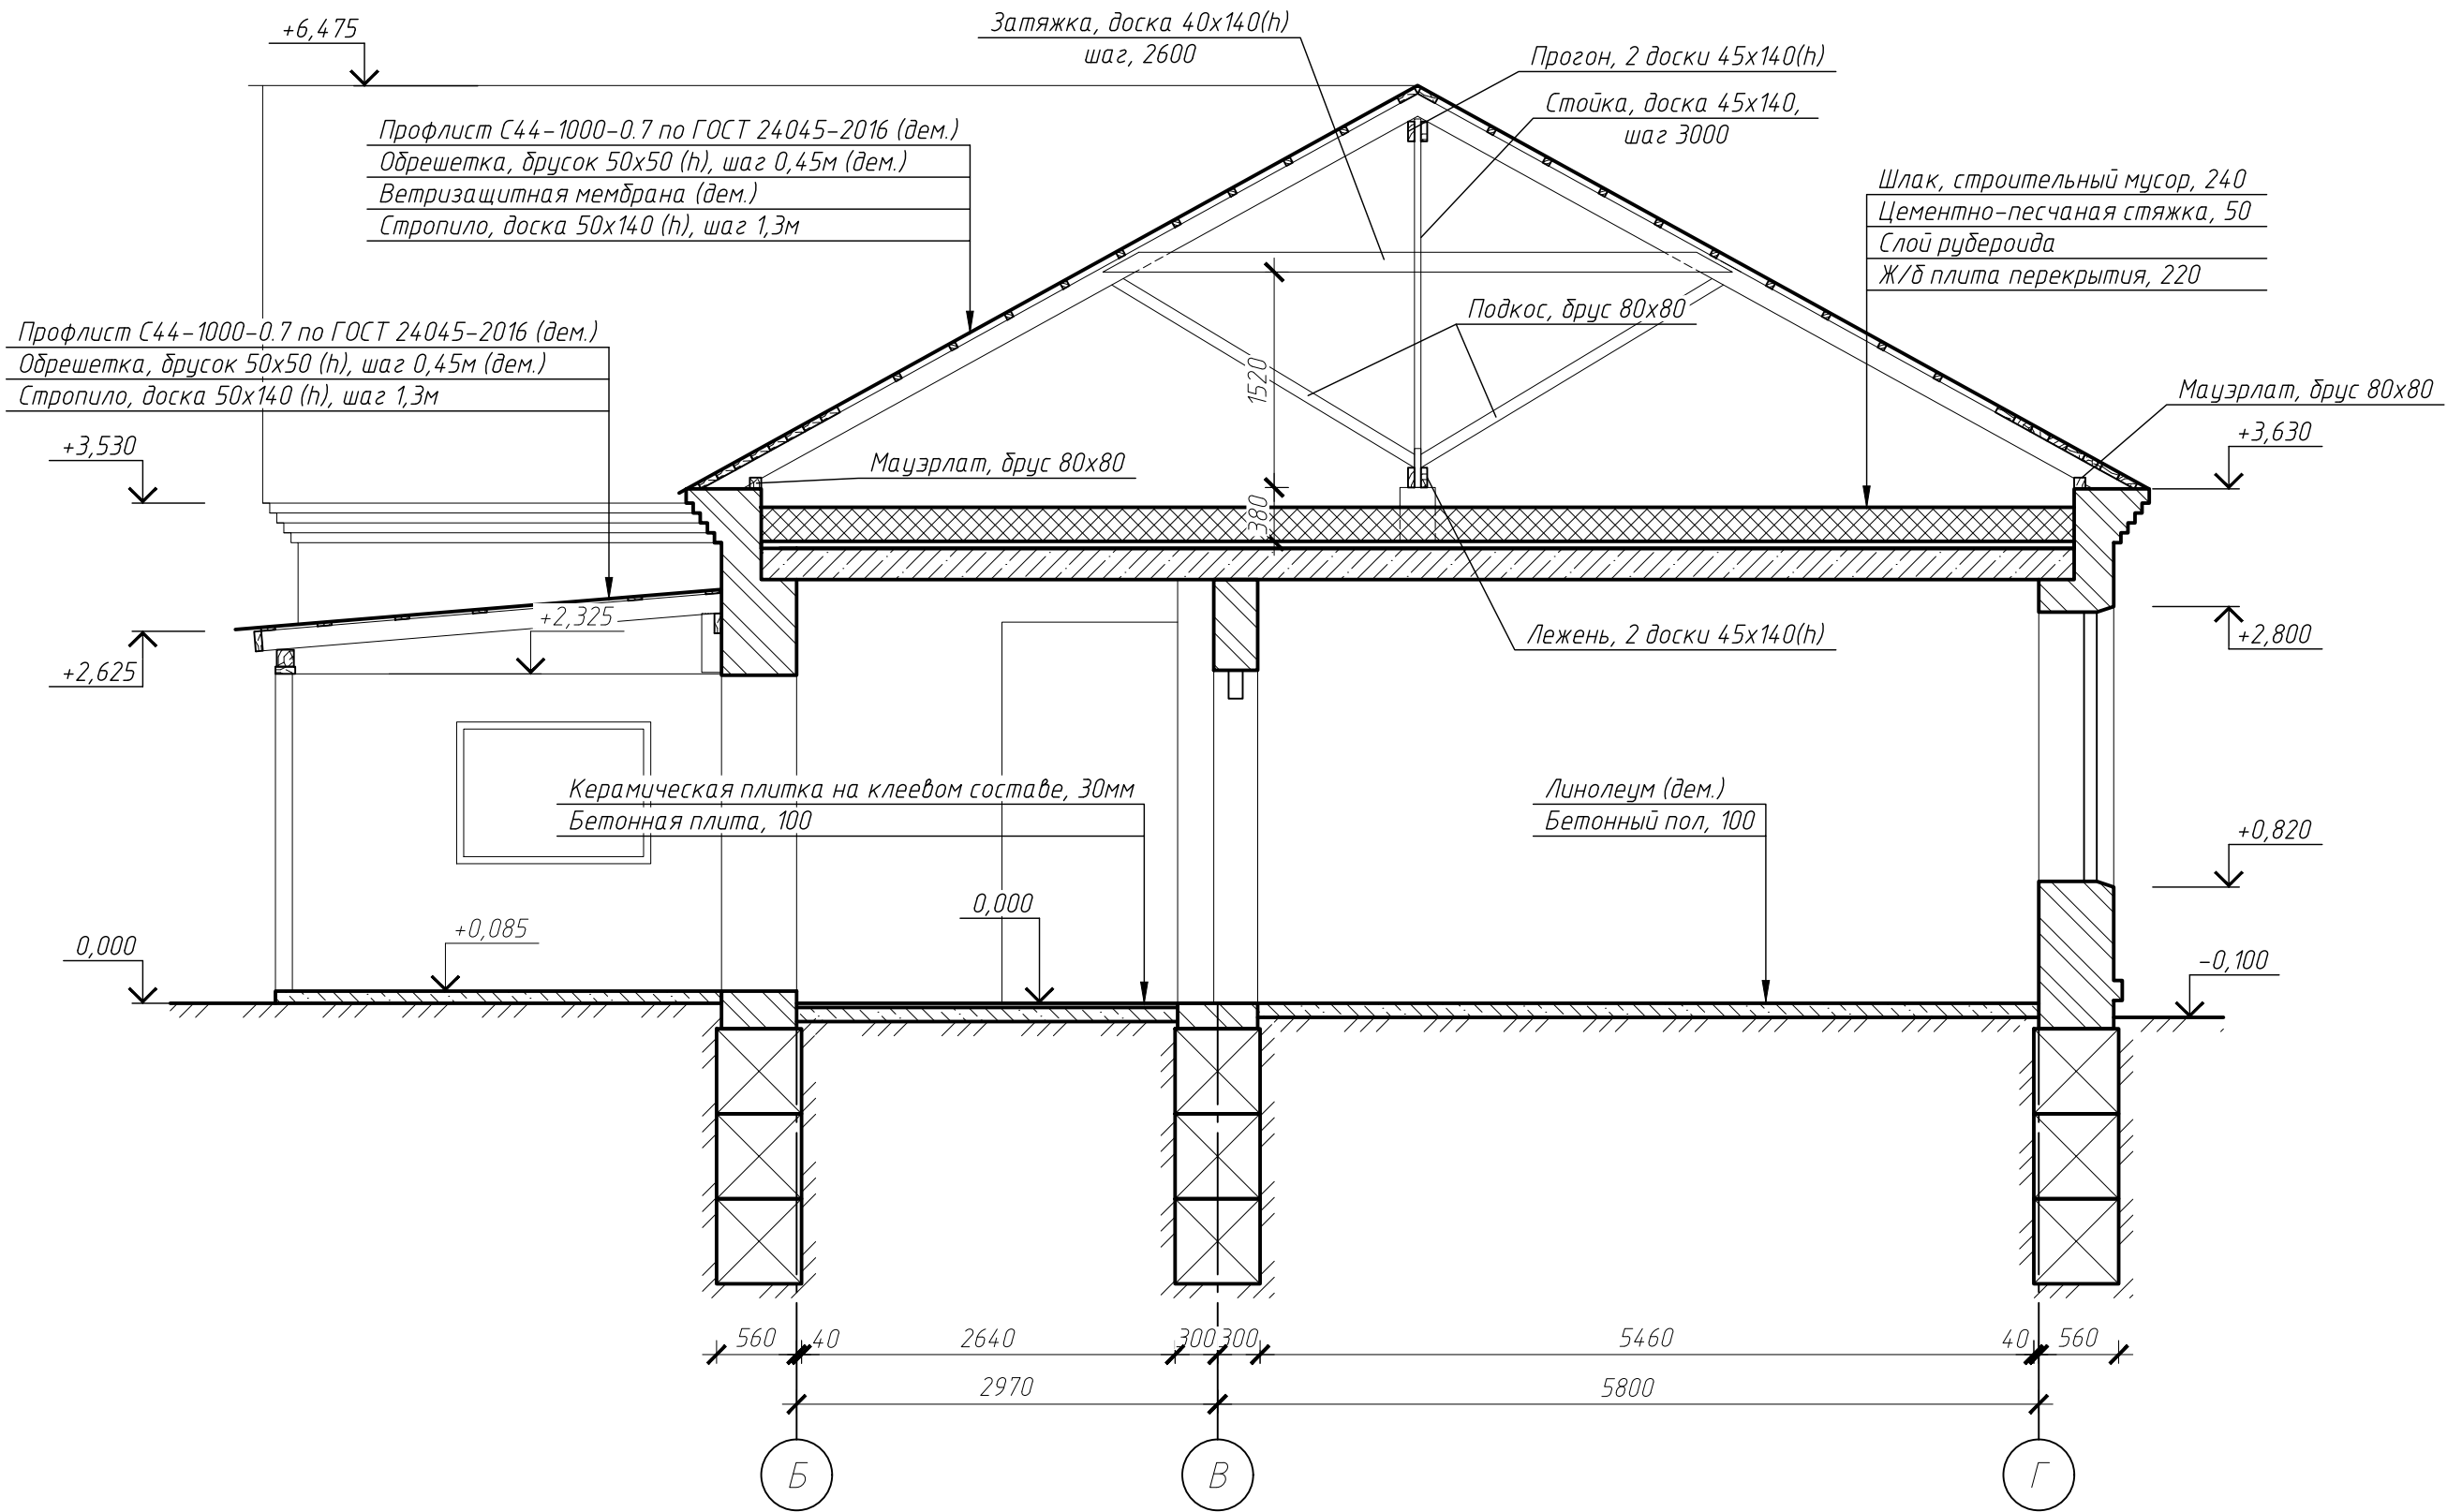 +6,475
Затяжка, доска 40х140(h)
шаг, 2600
Прогон, 2 доски 45х140(h)
Стойка, доска 45х140,
шаг 3000
Профлист С44-1000-0.7 по ГОСТ 24045-2016 (дем.)
Обрешетка, брусок 50х50 (h), шаг 0,45м (дем.)
Ветризащитная мембрана (дем.)
Стропило, доска 50х140 (h), шаг 1,3м
Шлак, строительный мусор, 240
Цементно-песчаная стяжка, 50
Слой рубероида
Ж/б плита перекрытия, 220
Профлист С44-1000-0.7 по ГОСТ 24045-2016 (дем.)
Обрешетка, брусок 50х50 (h), шаг 0,45м (дем.)
Стропило, доска 50х140 (h), шаг 1,3м
Подкос, брус 80х80
1520
Мауэрлат, брус 80х80
+3,530
+3,630
Мауэрлат, брус 80х80
380
+2,325
Лежень, 2 доски 45х140(h)
+2,800
+2,625
Керамическая плитка на клеевом составе, 30мм
Бетонная плита, 100
Линолеум (дем.)
Бетонный пол, 100
+0,820
0,000
+0,085
0,000
-0,100
560
40
2640
300
300
5460
40
560
2970
5800
Б
В
Г